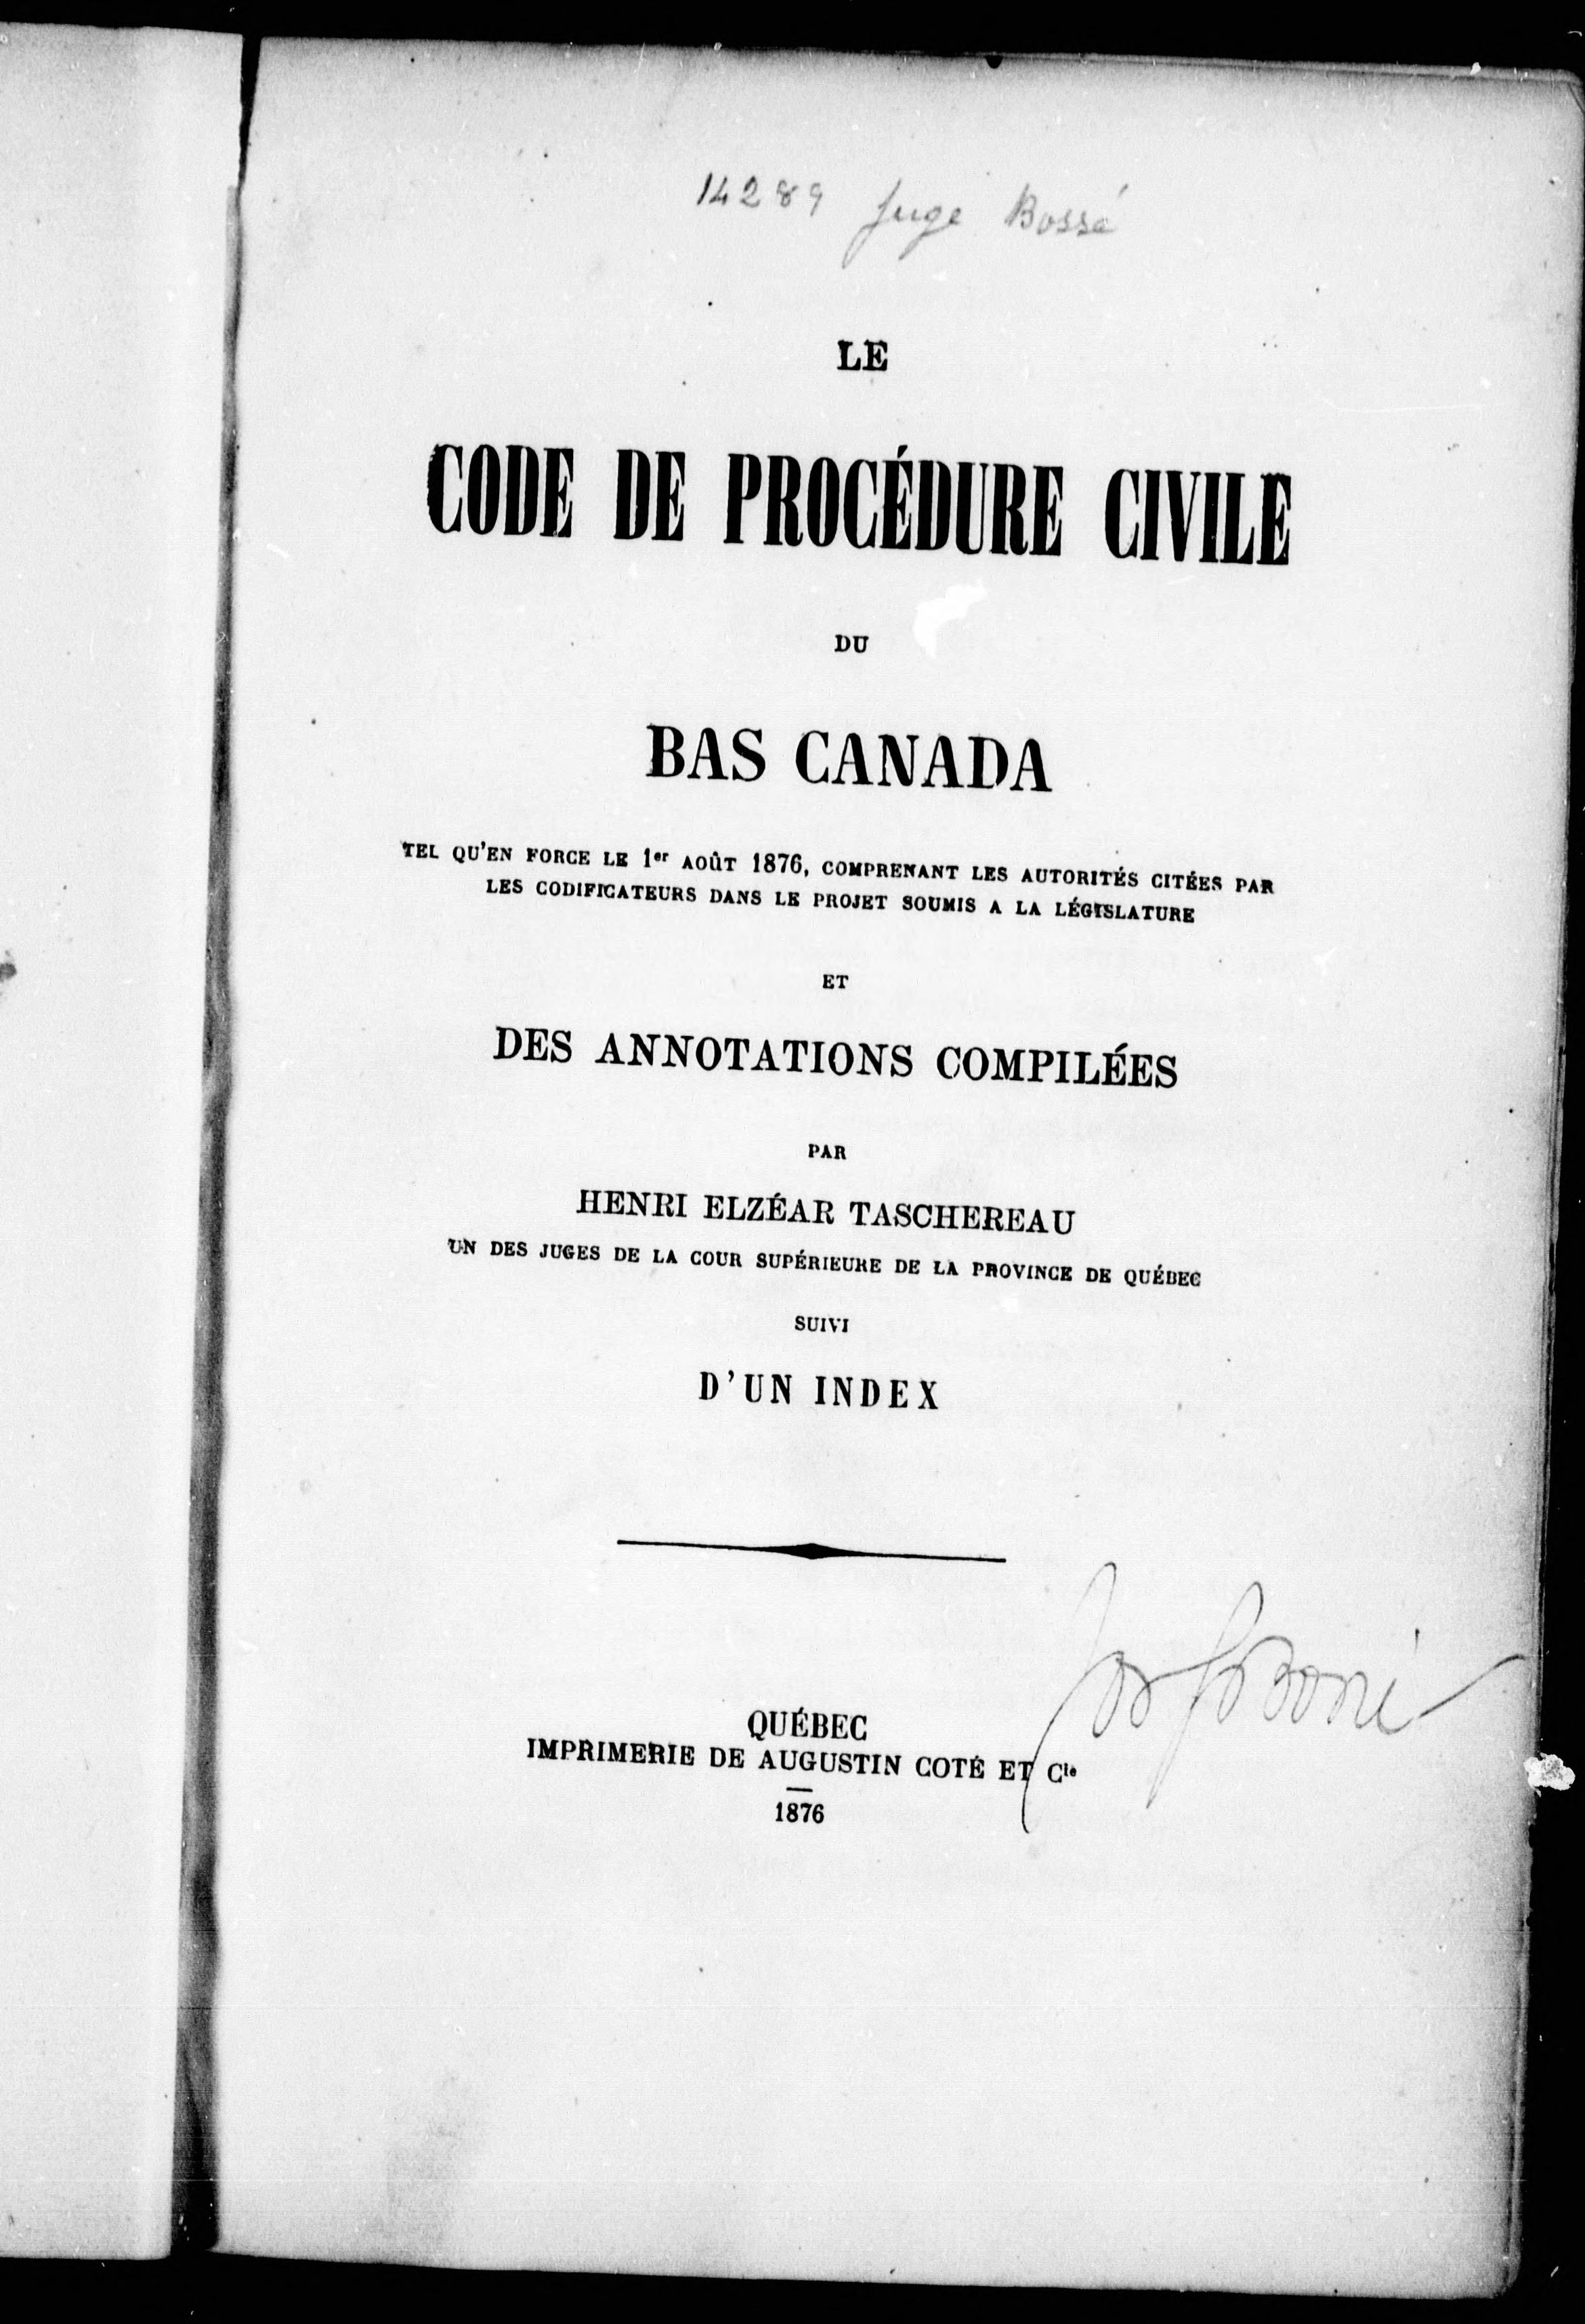 14289 Juge Bossé
LE
CODE DE PROCÉDURE CIVILE
DU
BAS CANADA
TEL QU'EN FORCE LE 1er AOÛT 1876, COMPRENANT LES AUTORITÉS CITÉES PAR
LES CODIFICATEURS DANS LE PROJET SOUMIS A LA LÉGISLATURE
ET
DES ANNOTATIONS COMPILÉES
PAR
HENRI ELZÉAR TASCHEREAU
UN DES JUGES DE LA COUR SUPÉRIEURE DE LA PROVINCE DE QUÉBEC
SUIVI
D'UN INDEX
QUÉBEC
IMPRIMERIE DE AUGUSTIN COTÉ ET Cie
1876